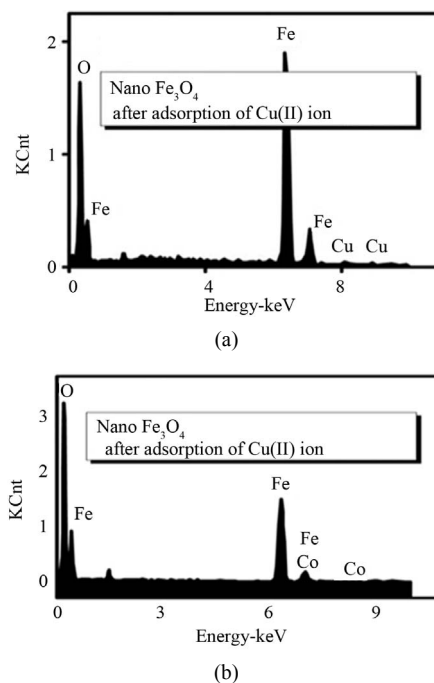 2
Fe
O
Nano Fe₃O₄
after adsorption of Cu(II) ion
KCnt
1
Fe
Fe
Cu Cu
0
0 4 8
Energy-keV
(a)
O
3
Nano Fe₃O₄
after adsorption of Cu(II) ion
KCnt
2
Fe
Fe
1
Fe
Co
Co
0
0 3 6 9
Energy-keV
(b)